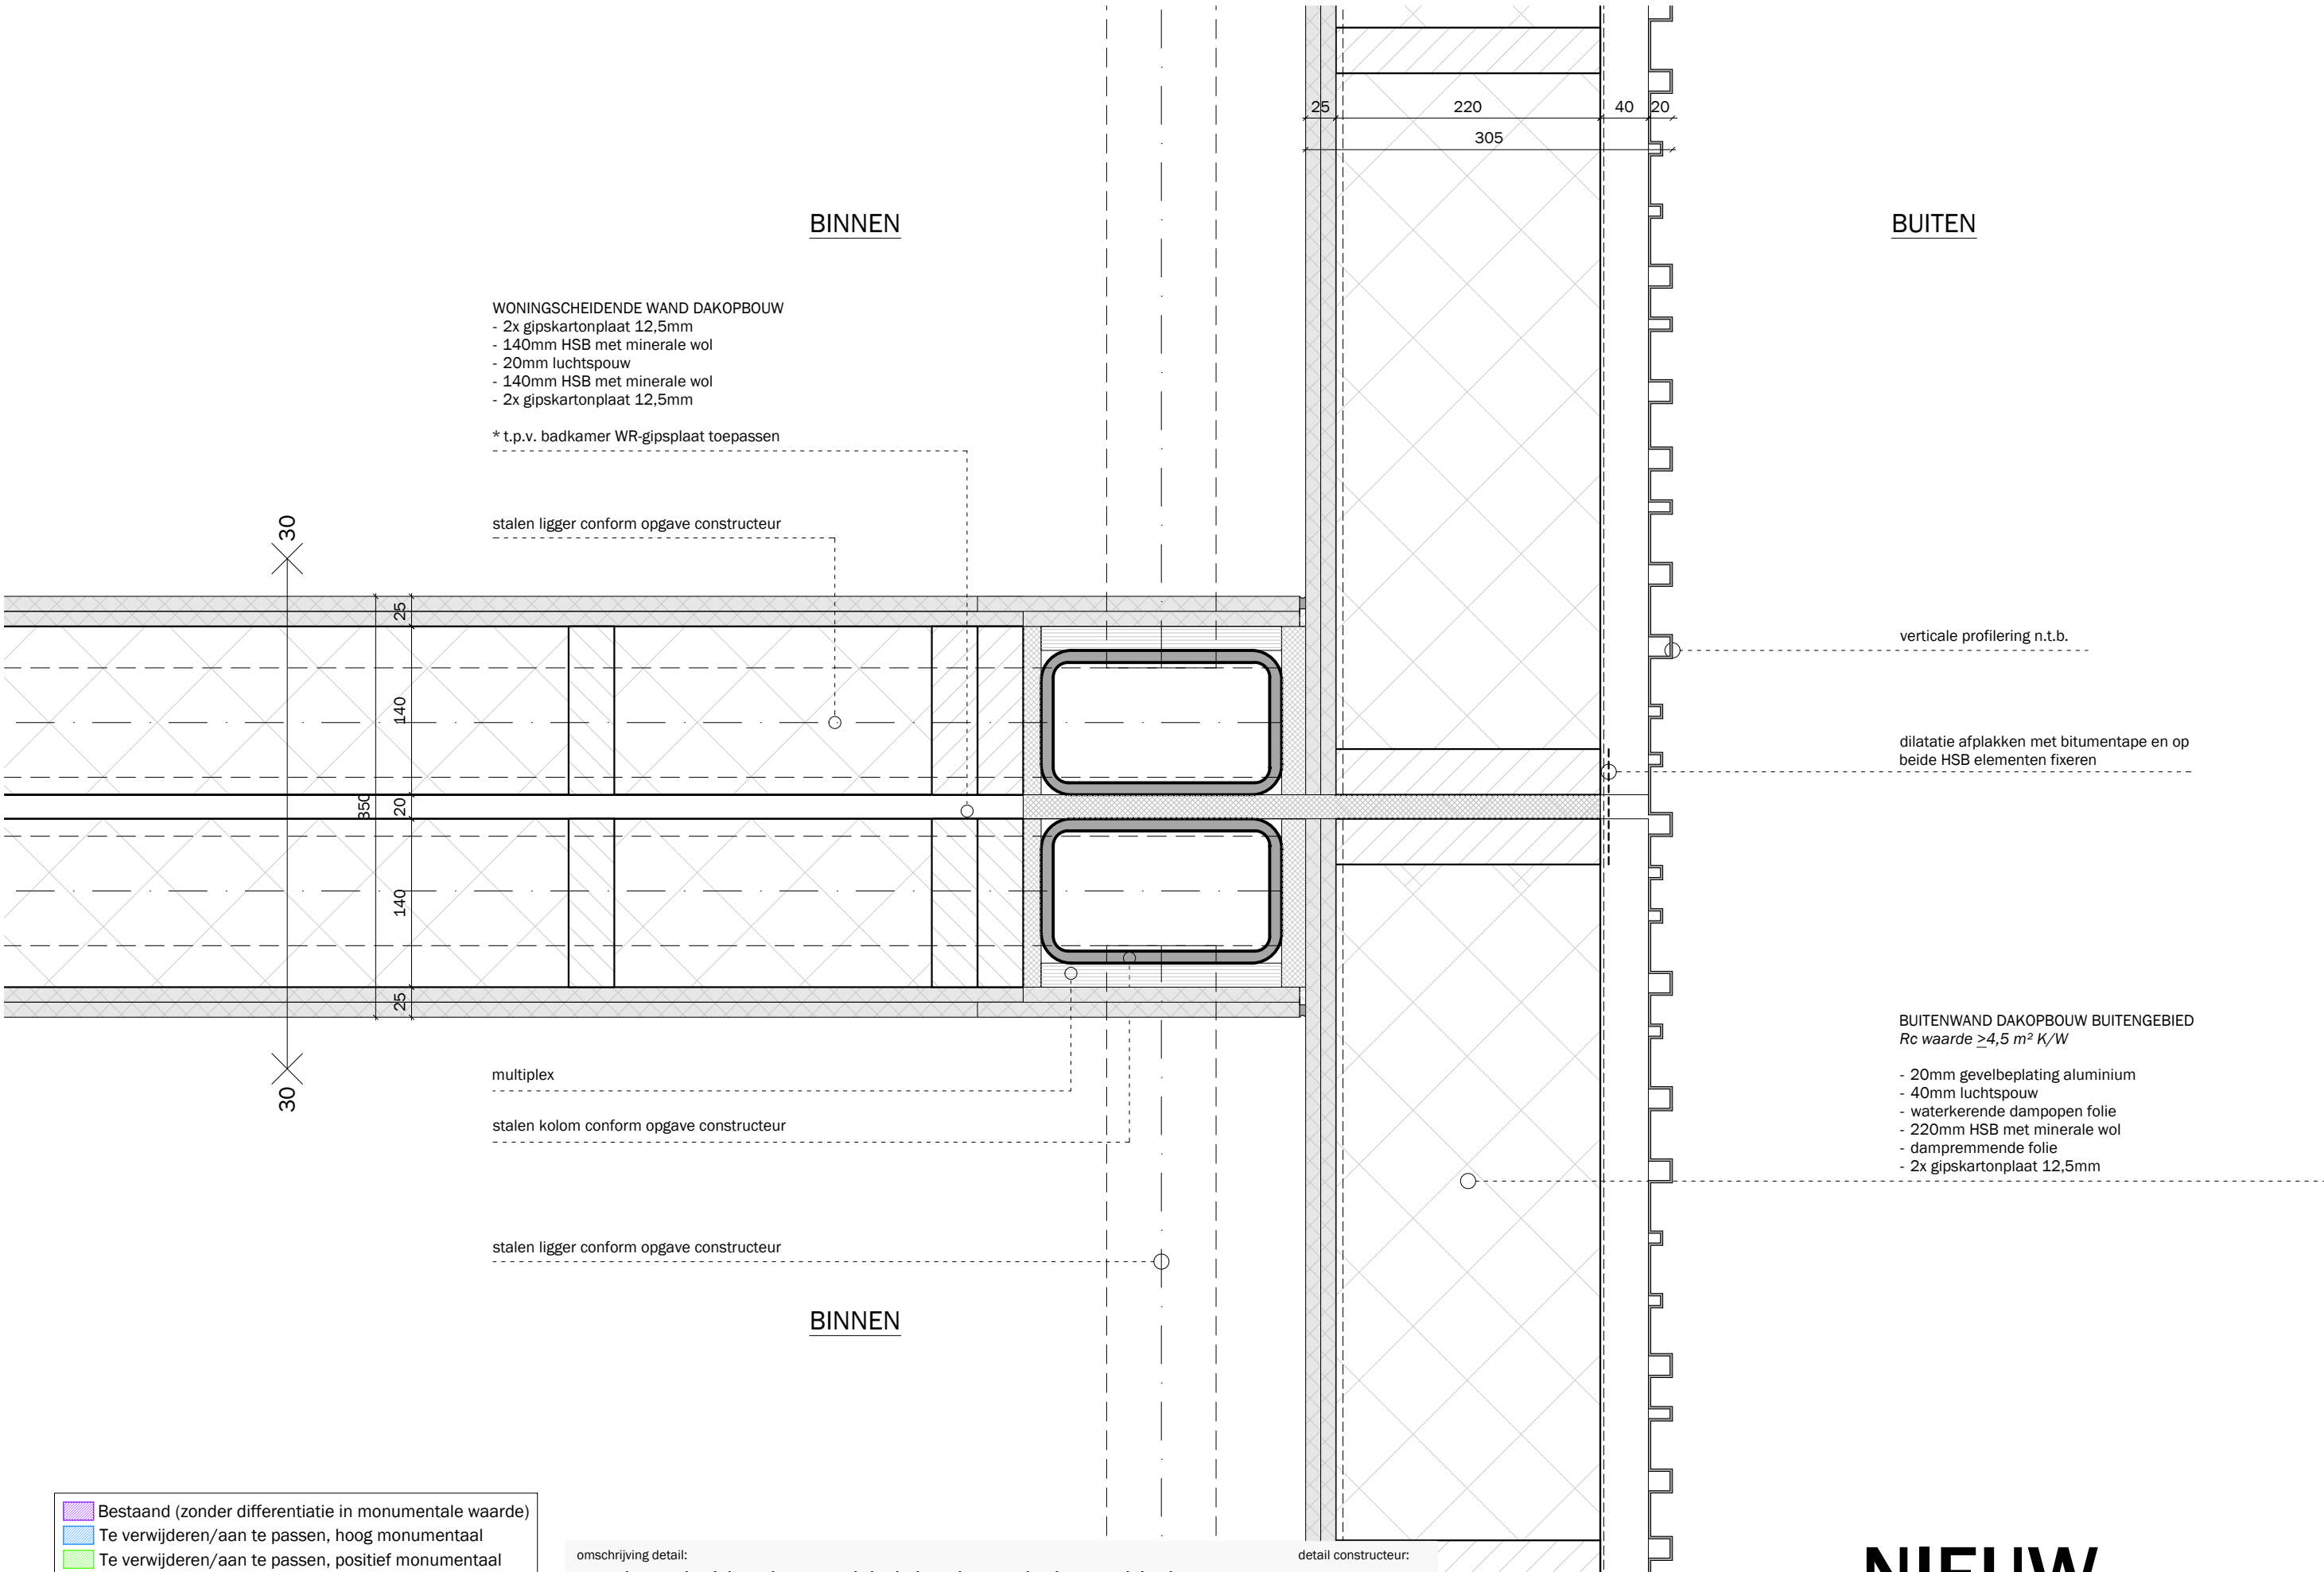 25 220 40 20
305
BINNEN
BUITEN
WONINGSCHEIDENDE WAND DAKOPBOUW
- 2x gipskartonplaat 12,5mm
- 140mm HSB met minerale wol
- 20mm luchtspouw
- 140mm HSB met minerale wol
- 2x gipskartonplaat 12,5mm
* t.p.v. badkamer WR-gipsplaat toepassen
stalen ligger conform opgave constructeur
30
25
140
20
350
140
25
30
verticale profilering n.t.b.
dilatatie afplakken met bitumentape en op
beide HSB elementen fixeren
BUITENWAND DAKOPBOUW BUITENGEBIED
Rc waarde >4,5 m² K/W
- 20mm gevelbeplating aluminium
- 40mm luchtspouw
- waterkerende dampopen folie
- 220mm HSB met minerale wol
- dampremmende folie
- 2x gipskartonplaat 12,5mm
multiplex
stalen kolom conform opgave constructeur
stalen ligger conform opgave constructeur
BINNEN
Bestaand (zonder differentiatie in monumentale waarde)
Te verwijderen/aan te passen, hoog monumentaal
Te verwijderen/aan te passen, positief monumentaal
omschrijving detail:
detail constructeur:
NIEUW